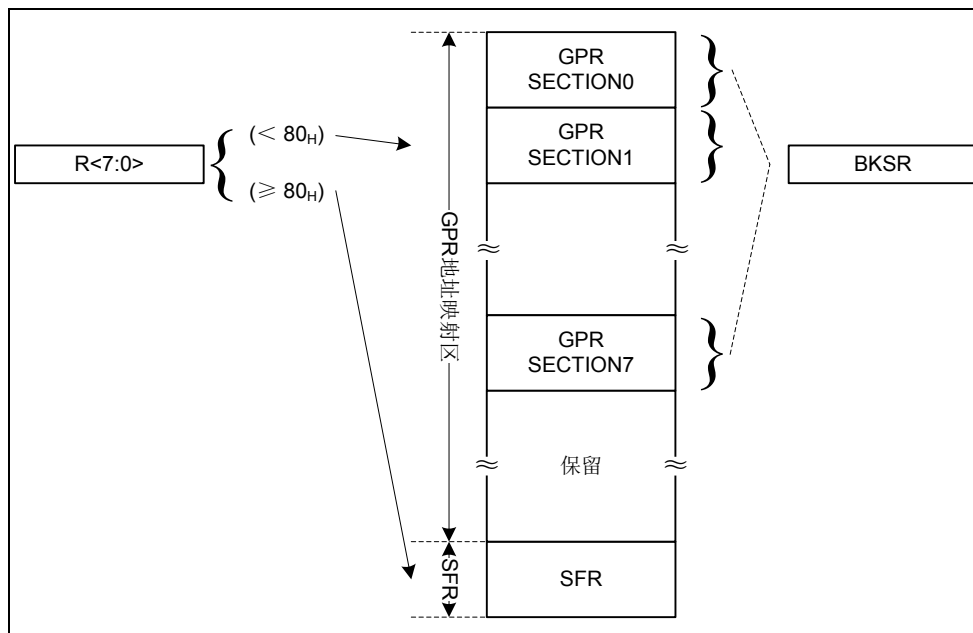 GPR
SECTION0
GPR
SECTION1
R<7:0>
(< 80H)
(≥ 80H)
BKSR
GPR地址映射区
GPR
SECTION7
保留
SFR
SFR